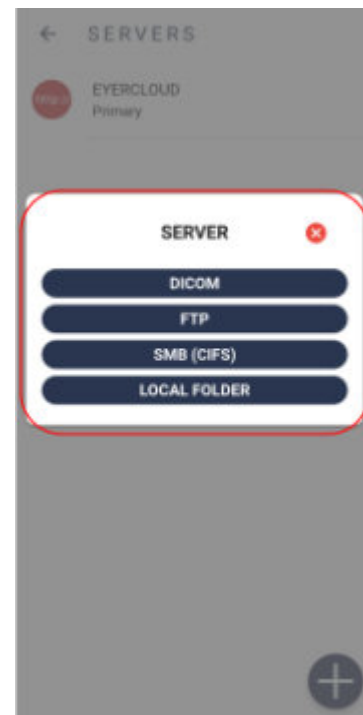 SERVERS
EYERCLOUD
Primary
SERVER
DICOM
FTP
SMB (CIFS)
LOCAL FOLDER